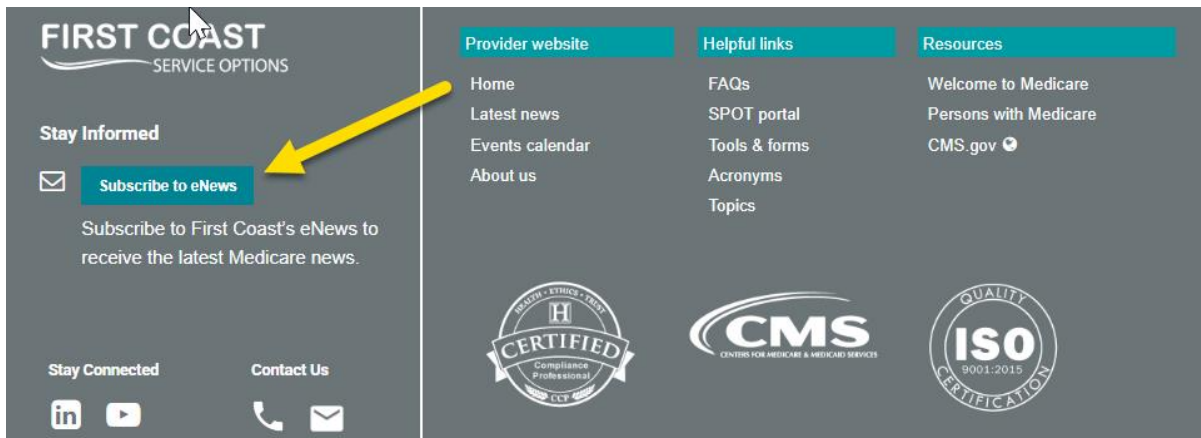 FIRST COAST
SERVICE OPTIONS
Stay Informed
Subscribe to eNews
Subscribe to First Coast's eNews to
receive the latest Medicare news.
Stay Connected
Contact Us
in
Provider website
Home
Latest news
Events calendar
About us
Helpful links
FAQs
SPOT portal
Tools & forms
Acronyms
Topics
Resources
Welcome to Medicare
Persons with Medicare
CMS.gov
HEALTH · ETHICS · TRUST
H
CERTIFIED
Compliance
Professional
CCP
CMS
CENTERS FOR MEDICARE & MEDICAID SERVICES
QUALITY
ISO
9001:2015
CERTIFICATION